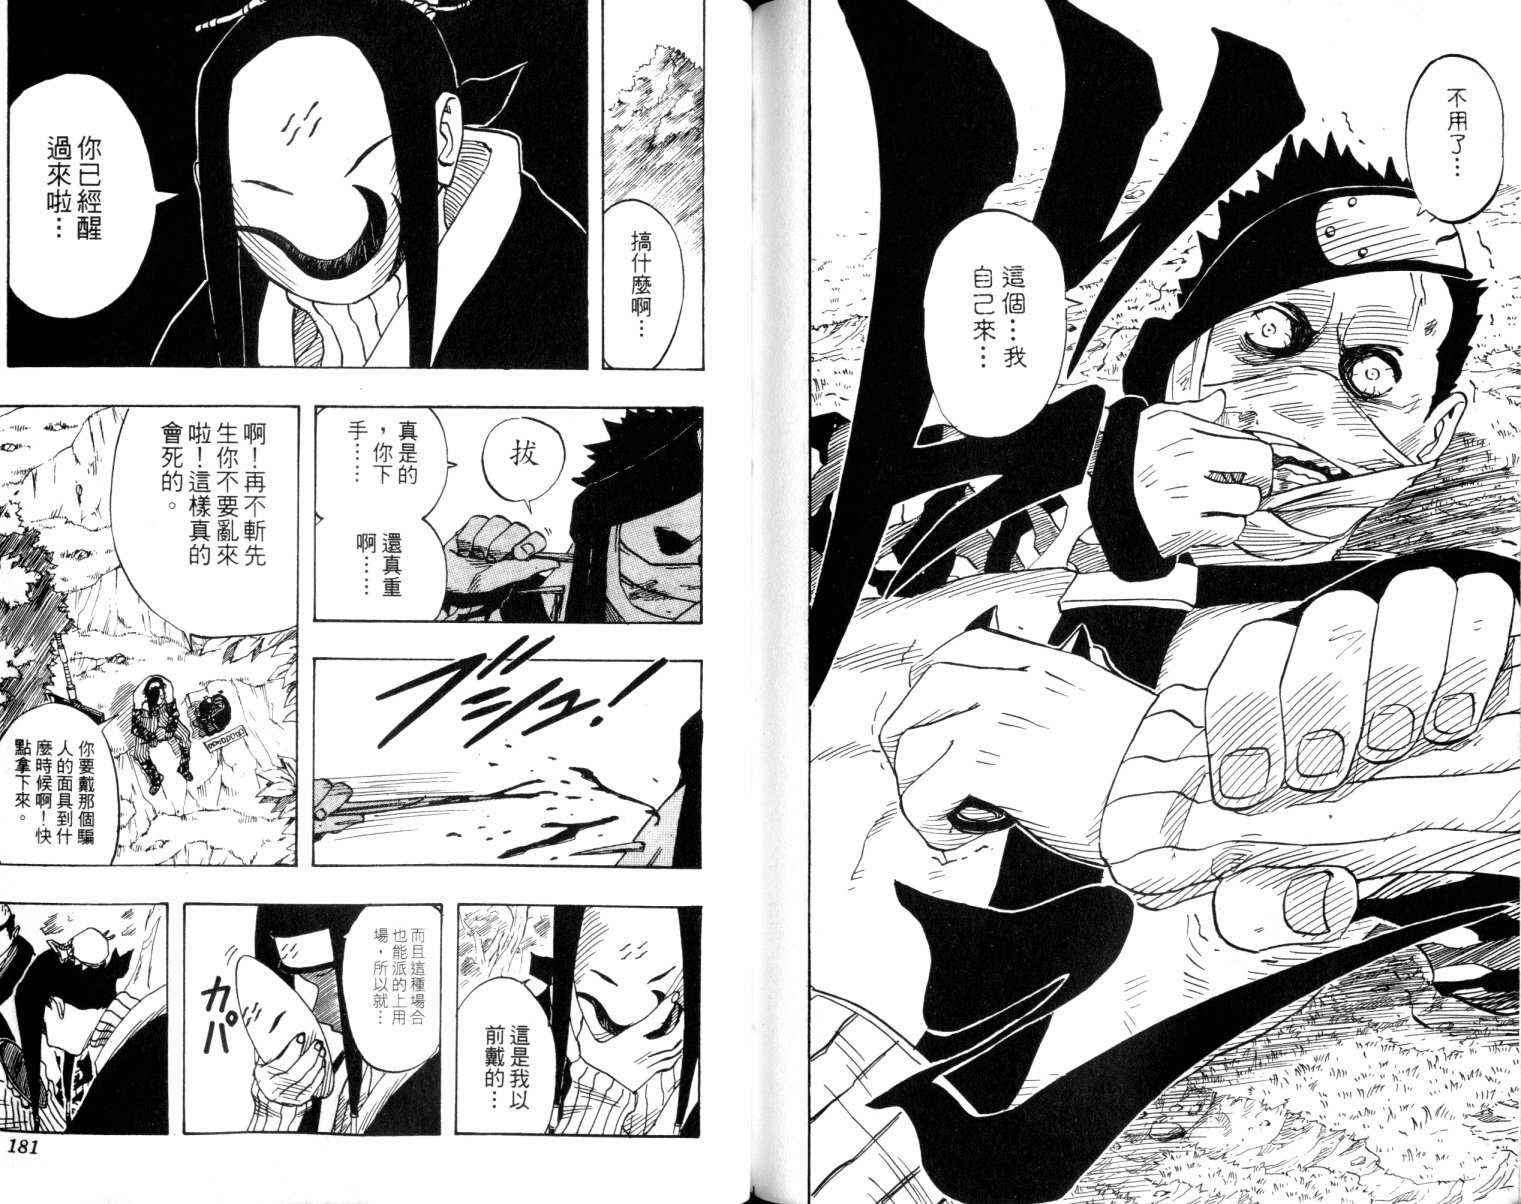 不用了…
這個…我
自己來…
搞什麼啊…
你已經醒
過來啦…
拔
真是的
，你下
手……
還真重
啊……
ブシュ!
啊！再不斬先
生你不要亂來
啦！這樣真的
會死的。
你要戴那個騙
人的面具到什
麼時候啊！快
點拿下來。
這是我以
前戴的…
而且這種場合
也能派的上用
場，所以就…
カパ
181